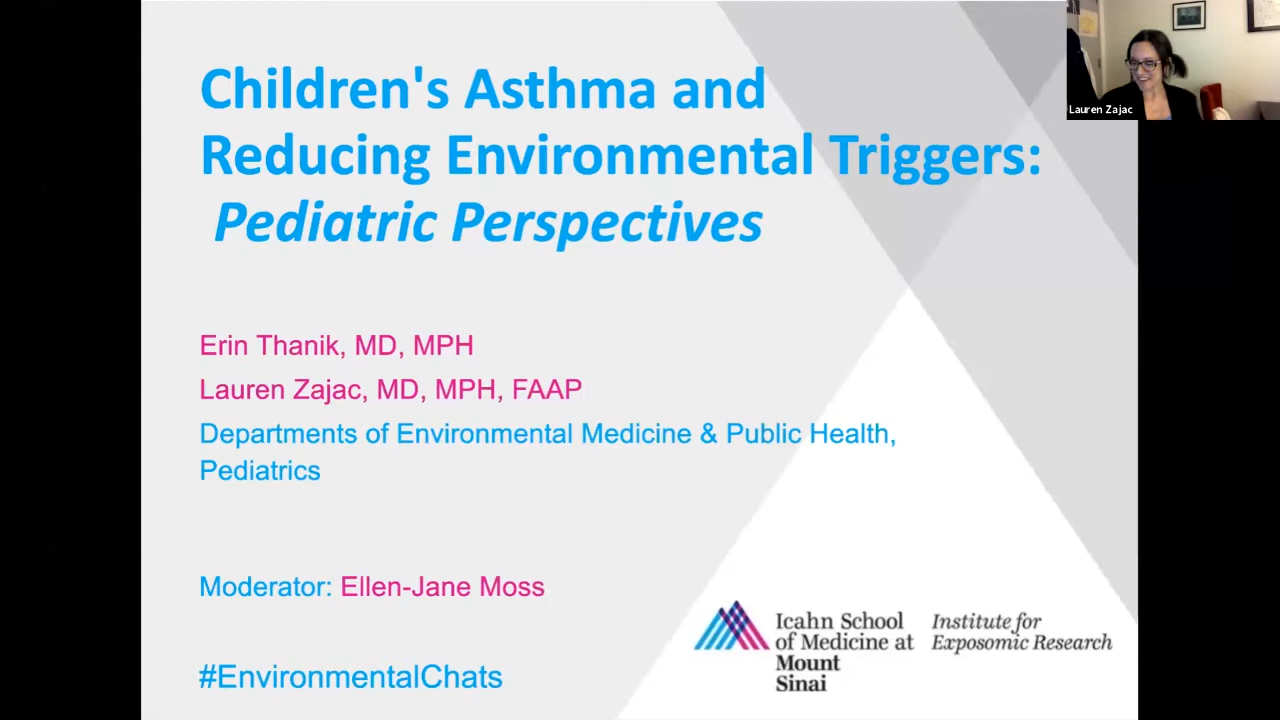 Children's Asthma and
Reducing Environmental Triggers:
Pediatric Perspectives
Erin Thanik, MD, MPH
Lauren Zajac, MD, MPH, FAAP
Departments of Environmental Medicine & Public Health,
Pediatrics
Moderator: Ellen-Jane Moss
#EnvironmentalChats
Icahn School
of Medicine at
Mount
Sinai
Institute for
Exposomic Research
Lauren Zajac